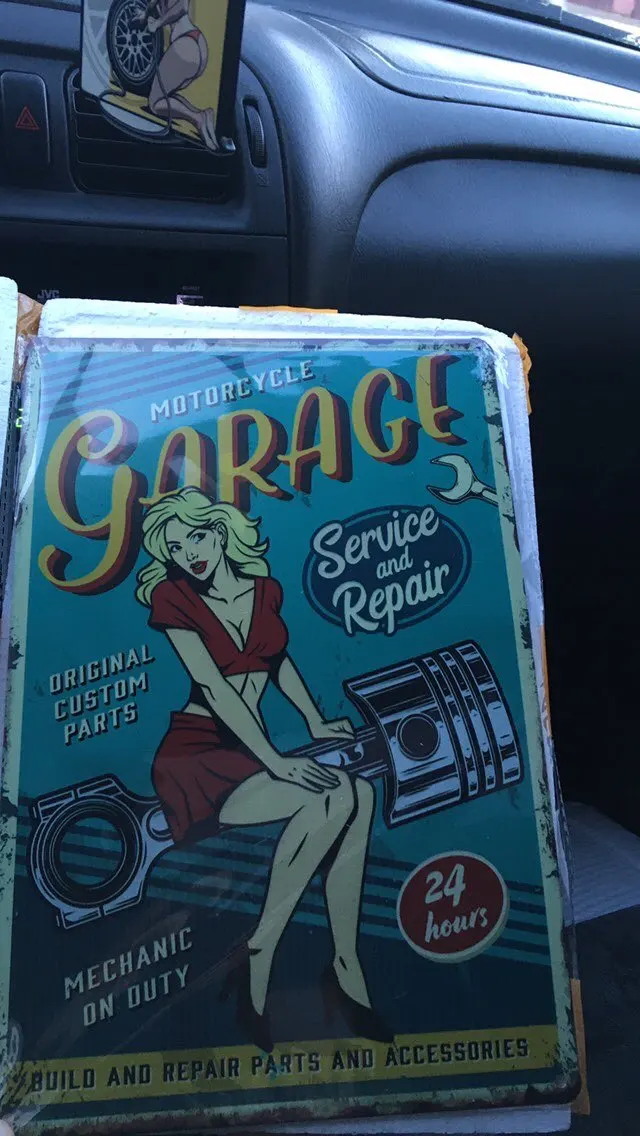 JVC
MOTORCYCLE
GARAGE
Service
and
Repair
ORIGINAL
CUSTOM
PARTS
24
hours
MECHANIC
ON DUTY
BUILD AND REPAIR PARTS AND ACCESSORIES